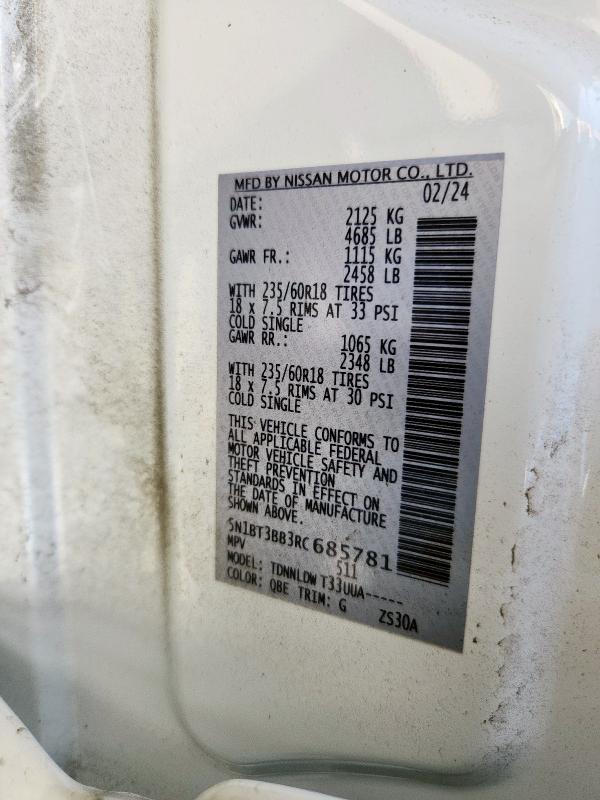 MFD BY NISSAN MOTOR CO., LTD.
DATE: 02/24
GVWR: 2125 KG
4685 LB
GAWR FR.: 1115 KG
2458 LB
WITH 235/60R18 TIRES
18 x 7.5 RIMS AT 33 PSI
COLD SINGLE
GAWR RR.: 1065 KG
2348 LB
WITH 235/60R18 TIRES
18 x 7.5 RIMS AT 30 PSI
COLD SINGLE
THIS VEHICLE CONFORMS TO
ALL APPLICABLE FEDERAL
MOTOR VEHICLE SAFETY AND
THEFT PREVENTION
STANDARDS IN EFFECT ON
THE DATE OF MANUFACTURE
SHOWN ABOVE.
5N1BT3BB3RC685781
MPV 511
MODEL: TDNNLDW T33UUA-----
COLOR: QBE TRIM: G ZS30A